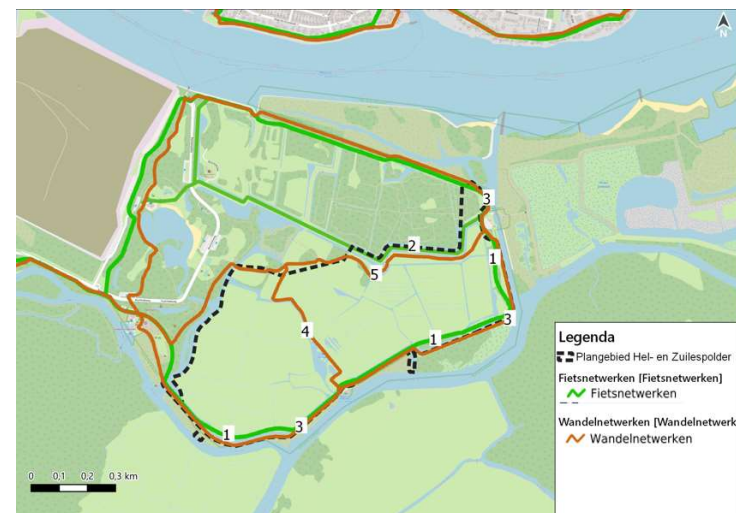 N
3
2
1
5
4
3
1
1
3
0 0,1 0,2 0,3 km
Legenda
Plangebied Hel- en Zuilespolder
Fietsnetwerken [Fietsnetwerken]
Fietsnetwerken
Wandelnetwerken [Wandelnetwerk
Wandelnetwerken